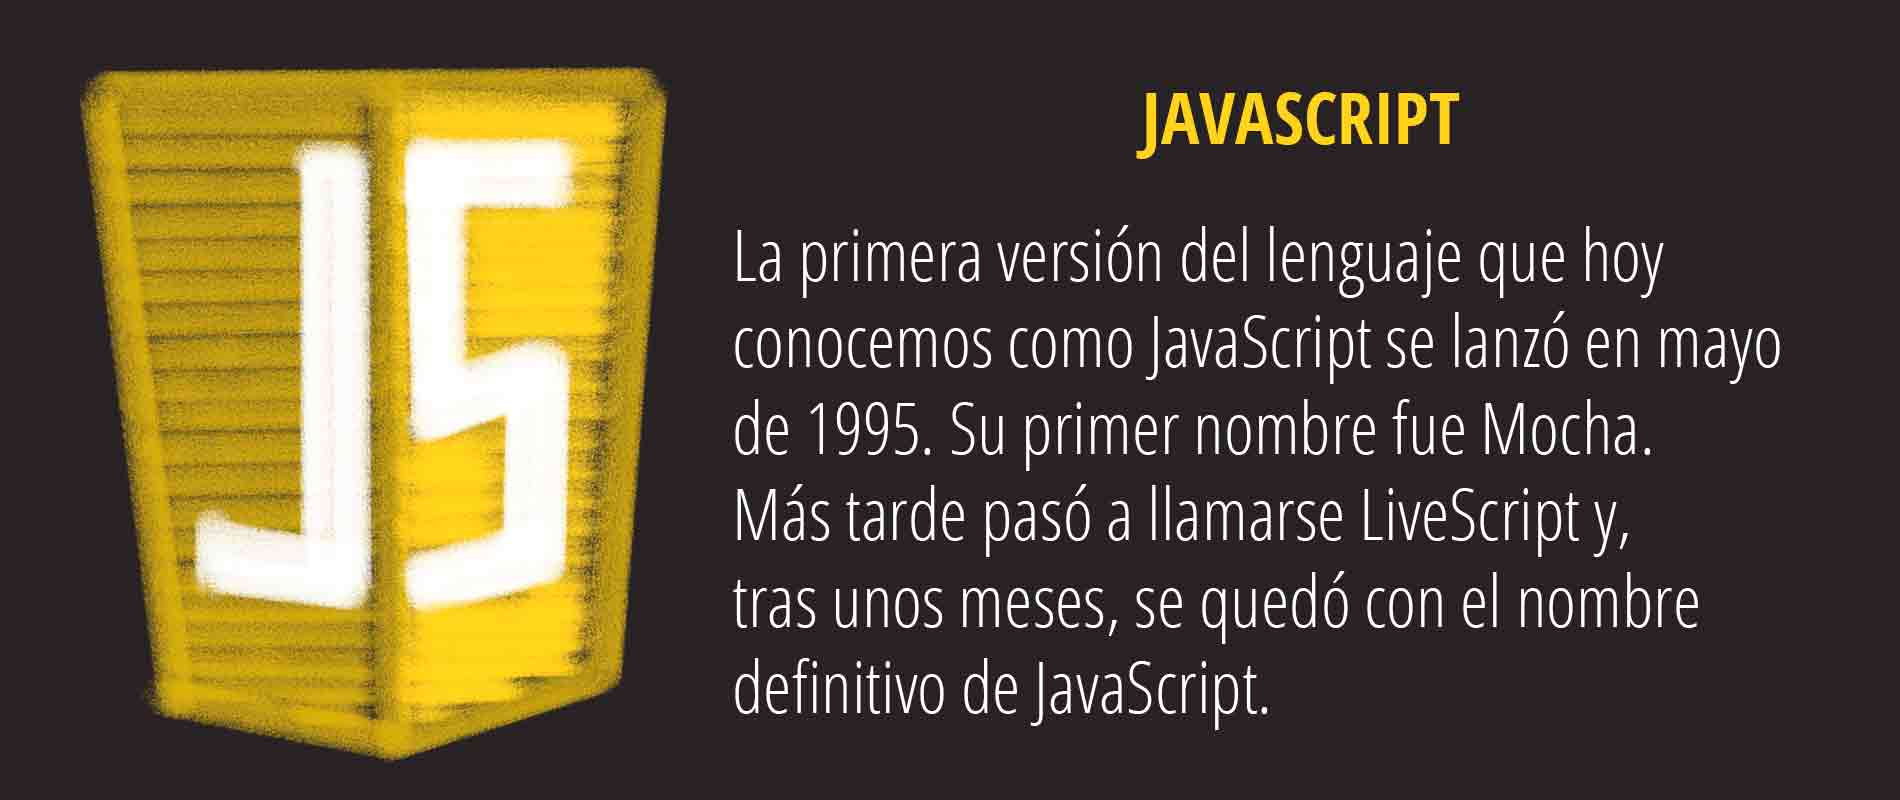 JS
JAVASCRIPT
La primera versión del lenguaje que hoy
conocemos como JavaScript se lanzó en mayo
de 1995. Su primer nombre fue Mocha.
Más tarde pasó a llamarse LiveScript y,
tras unos meses, se quedó con el nombre
definitivo de JavaScript.